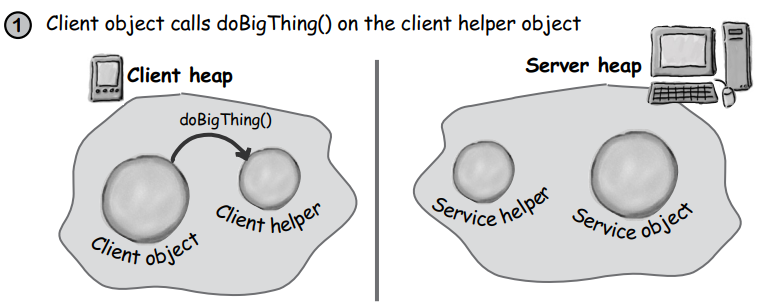 1 Client object calls doBigThing() on the client helper object
Client heap
Server heap
doBigThing()
Client object
Client helper
Service helper
Service object